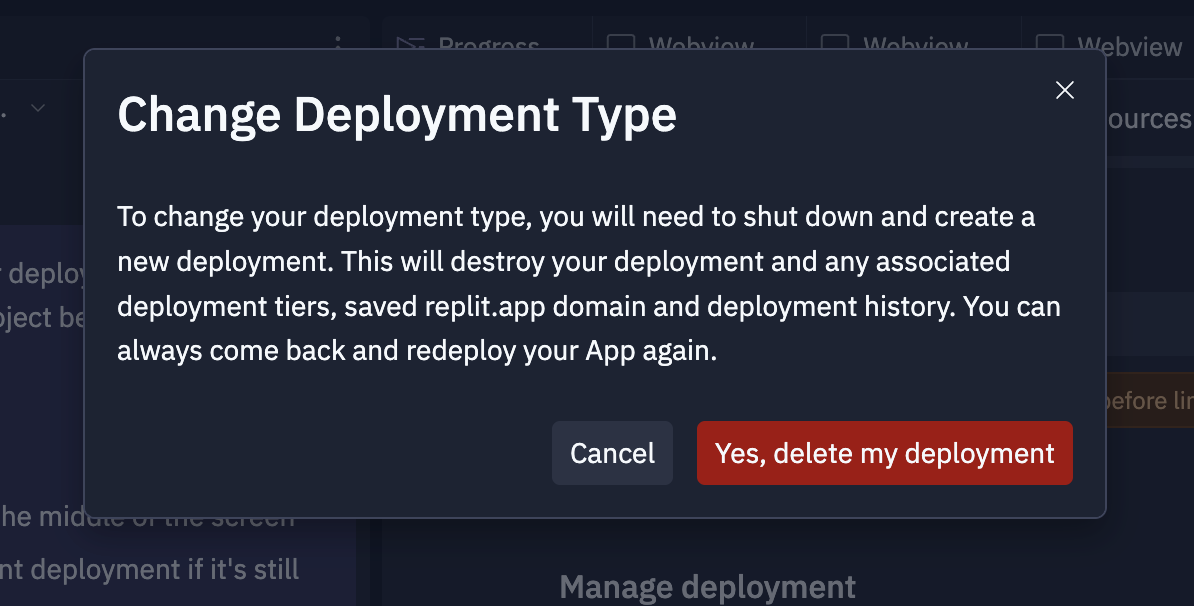 Progress
Webview
Webview
Webview
Change Deployment Type
ources
To change your deployment type, you will need to shut down and create a
new deployment. This will destroy your deployment and any associated
deployment tiers, saved replit.app domain and deployment history. You can
always come back and redeploy your App again.
r deploy
oject be
before lin
Cancel
Yes, delete my deployment
he middle of the screen
nt deployment if it's still
Manage deployment